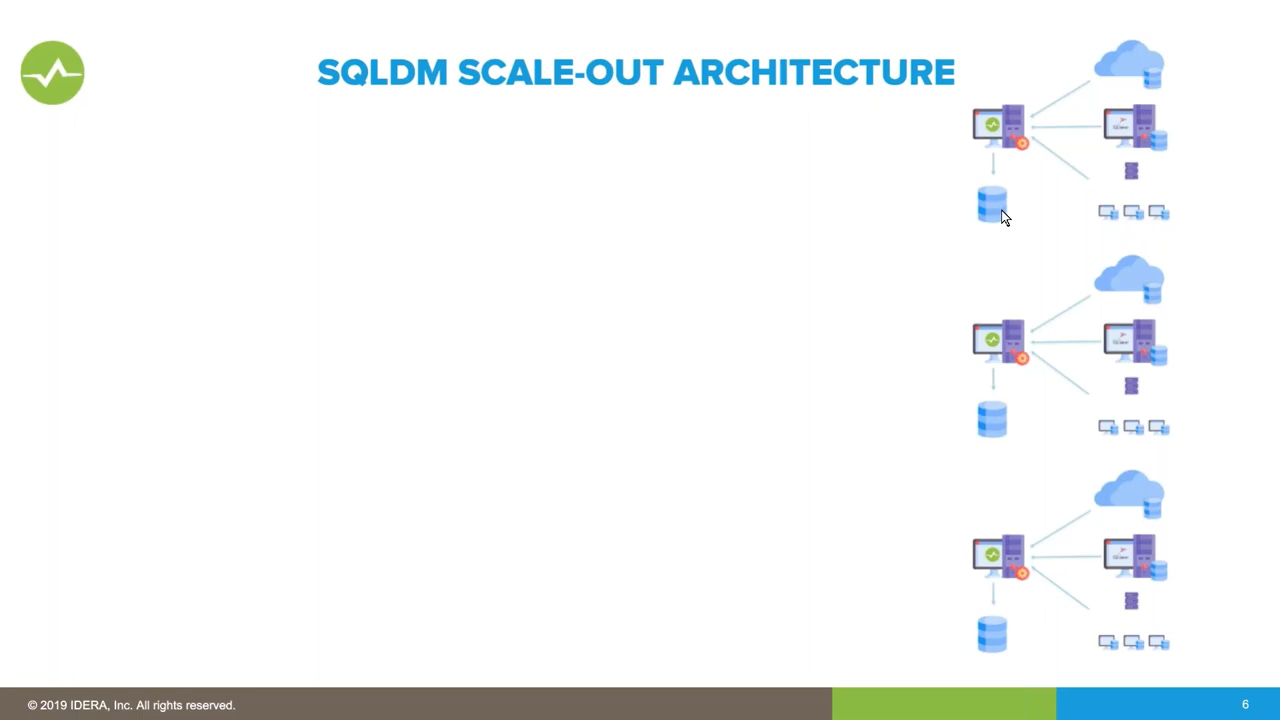 SQLDM SCALE-OUT ARCHITECTURE
© 2019 IDERA, Inc. All rights reserved.
6